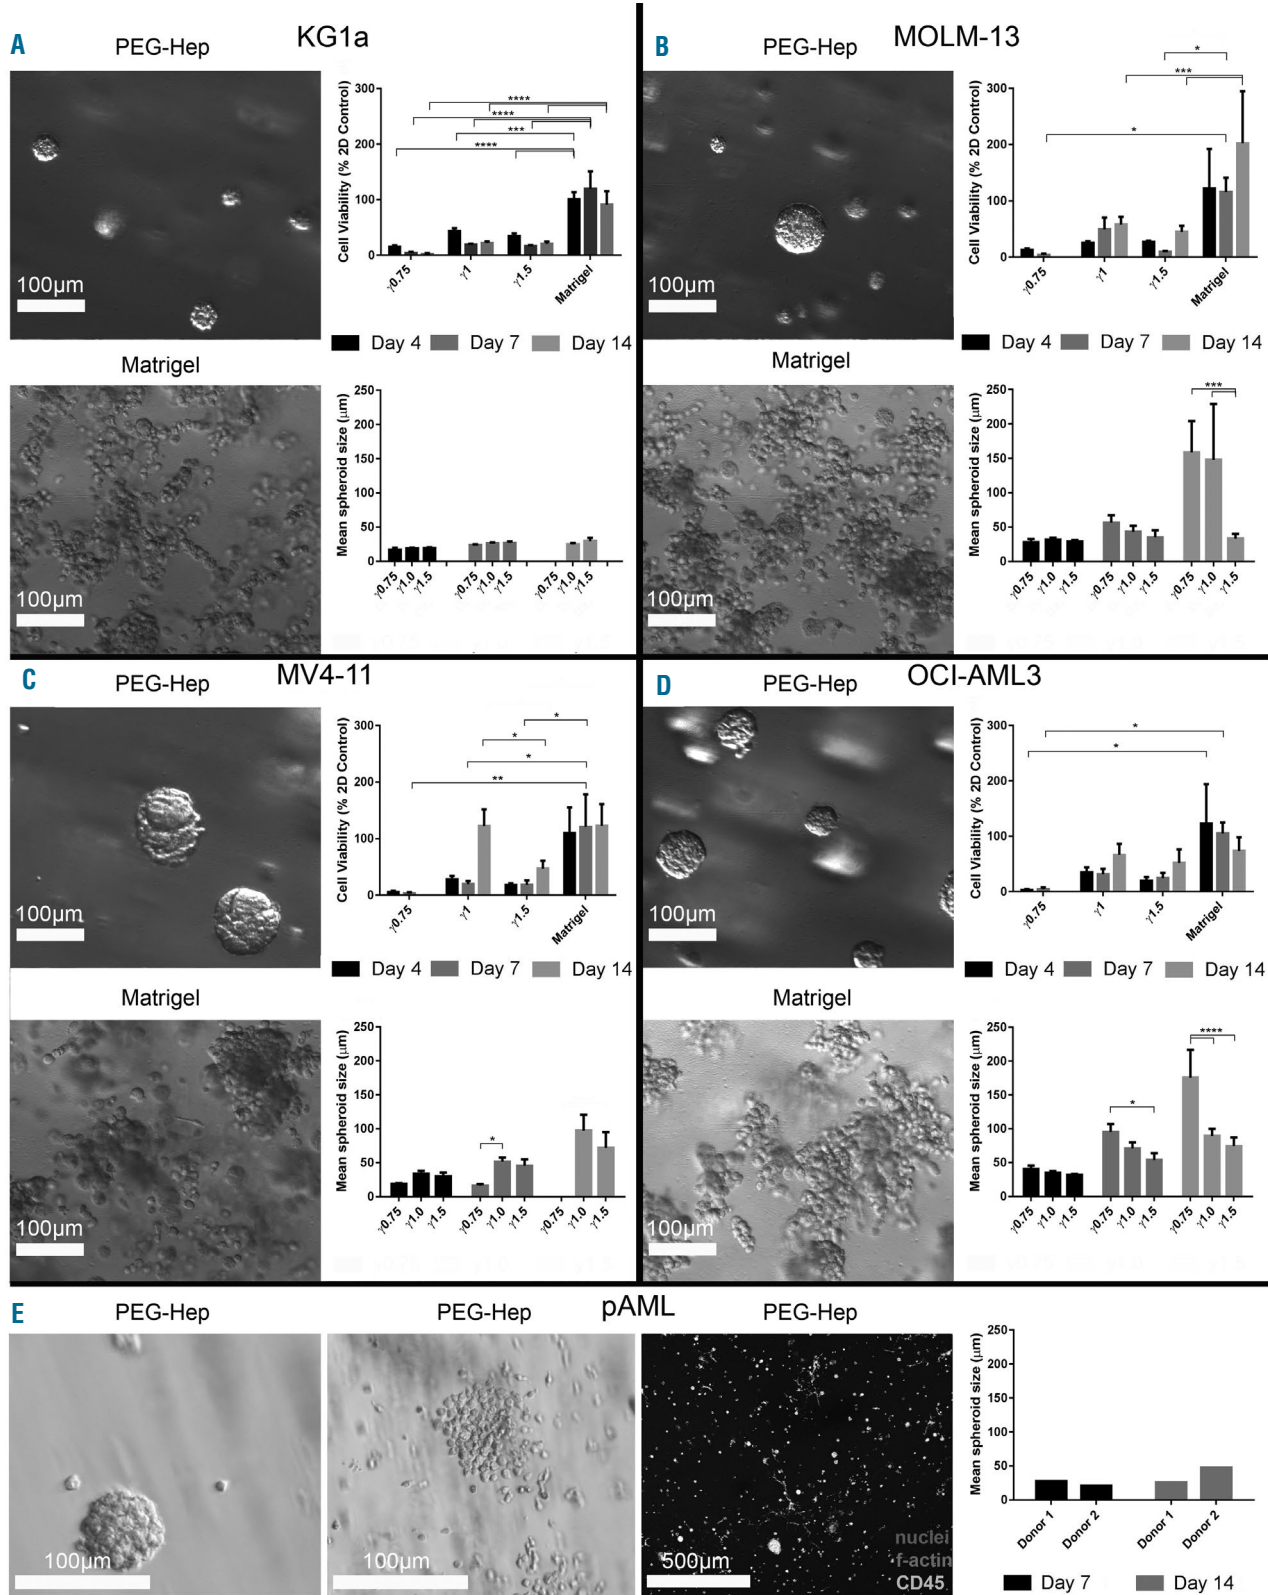 A
KG1a
PEG-Hep
100μm
Cell Viability (% 2D Control)
300
200
100
0
****
****
***
****
γ0.75
γ1
γ1.5
Matrigel
Day 4
Day 7
Day 14
Matrigel
100μm
Mean spheroid size (μm)
250
200
150
100
50
0
γ0.75
γ1.0
γ1.5
γ0.75
γ1.0
γ1.5
γ0.75
γ1.0
γ1.5
B
MOLM-13
PEG-Hep
100μm
Cell Viability (% 2D Control)
300
200
100
0
*
***
*
γ0.75
γ1
γ1.5
Matrigel
Day 4
Day 7
Day 14
Matrigel
100μm
Mean spheroid size (μm)
250
200
150
100
50
0
***
γ0.75
γ1.0
γ1.5
γ0.75
γ1.0
γ1.5
γ0.75
γ1.0
γ1.5
C
MV4-11
PEG-Hep
100μm
Cell Viability (% 2D Control)
300
200
100
0
*
*
*
**
γ0.75
γ1
γ1.5
Matrigel
Day 4
Day 7
Day 14
Matrigel
100μm
Mean spheroid size (μm)
250
200
150
100
50
0
*
γ0.75
γ1.0
γ1.5
γ0.75
γ1.0
γ1.5
γ0.75
γ1.0
γ1.5
D
OCI-AML3
PEG-Hep
100μm
Cell Viability (% 2D Control)
300
200
100
0
*
*
γ0.75
γ1
γ1.5
Matrigel
Day 4
Day 7
Day 14
Matrigel
100μm
Mean spheroid size (μm)
250
200
150
100
50
0
*
****
γ0.75
γ1.0
γ1.5
γ0.75
γ1.0
γ1.5
γ0.75
γ1.0
γ1.5
E
pAML
PEG-Hep
100μm
PEG-Hep
100μm
PEG-Hep
500μm
nuclei
f-actin
CD45
Mean spheroid size (μm)
250
200
150
100
50
0
Donor 1
Donor 2
Donor 1
Donor 2
Day 7
Day 14